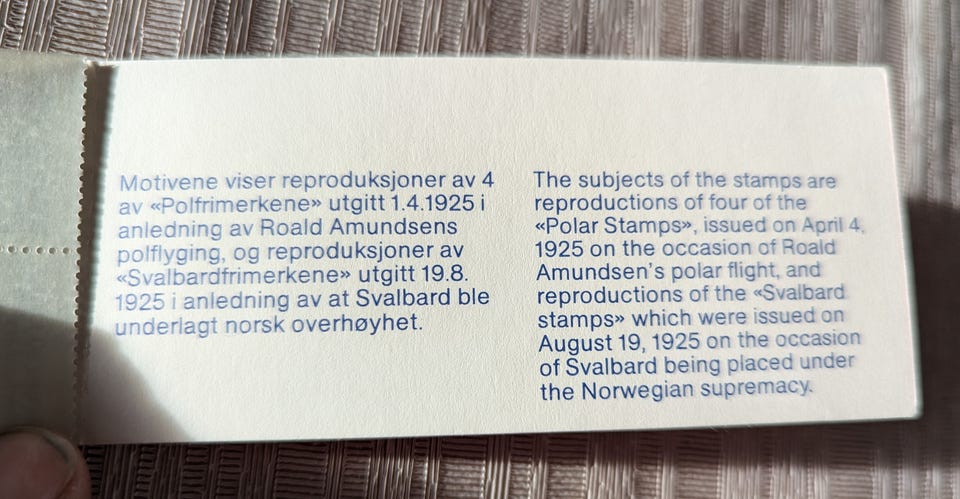 Motivene viser reproduksjoner av 4
av «Polfrimerkene» utgitt 1.4.1925 i
anledning av Roald Amundsens
polflyging, og reproduksjoner av
«Svalbardfrimerkene» utgitt 19.8.
1925 i anledning av at Svalbard ble
underlagt norsk overhøyhet.
The subjects of the stamps are
reproductions of four of the
«Polar Stamps», issued on April 4,
1925 on the occasion of Roald
Amundsen's polar flight, and
reproductions of the «Svalbard
stamps» which were issued on
August 19, 1925 on the occasion
of Svalbard being placed under
the Norwegian supremacy.